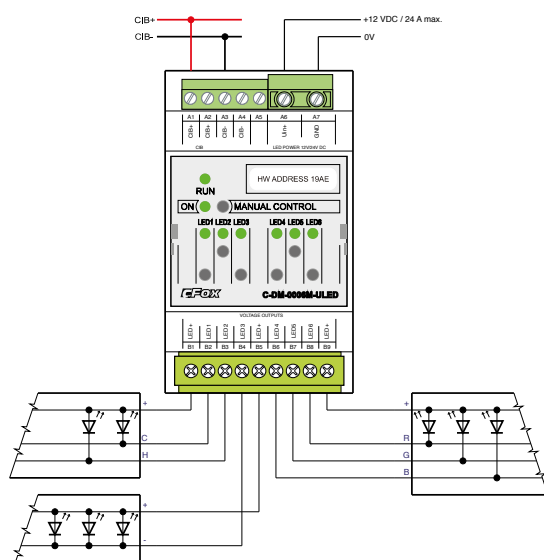 CIB+
CIB-
+12 VDC / 24 A max.
0V
A1 A2 A3 A4 A5 A6 A7
CIB+ CIB+ CIB- CIB- Uin+ GND
CIB LED POWER 12V/24V DC
HW ADDRESS 19AE
RUN
ON MANUAL CONTROL
LED1 LED2 LED3 LED4 LED5 LED6
CFOX C-DM-0006M-ULED
VOLTAGE OUTPUTS
LED+ LED1 LED2 LED3 LED+ LED4 LED5 LED6 LED+
B1 B2 B3 B4 B5 B6 B7 B8 B9
+
C
H
+
R
G
B
+
-